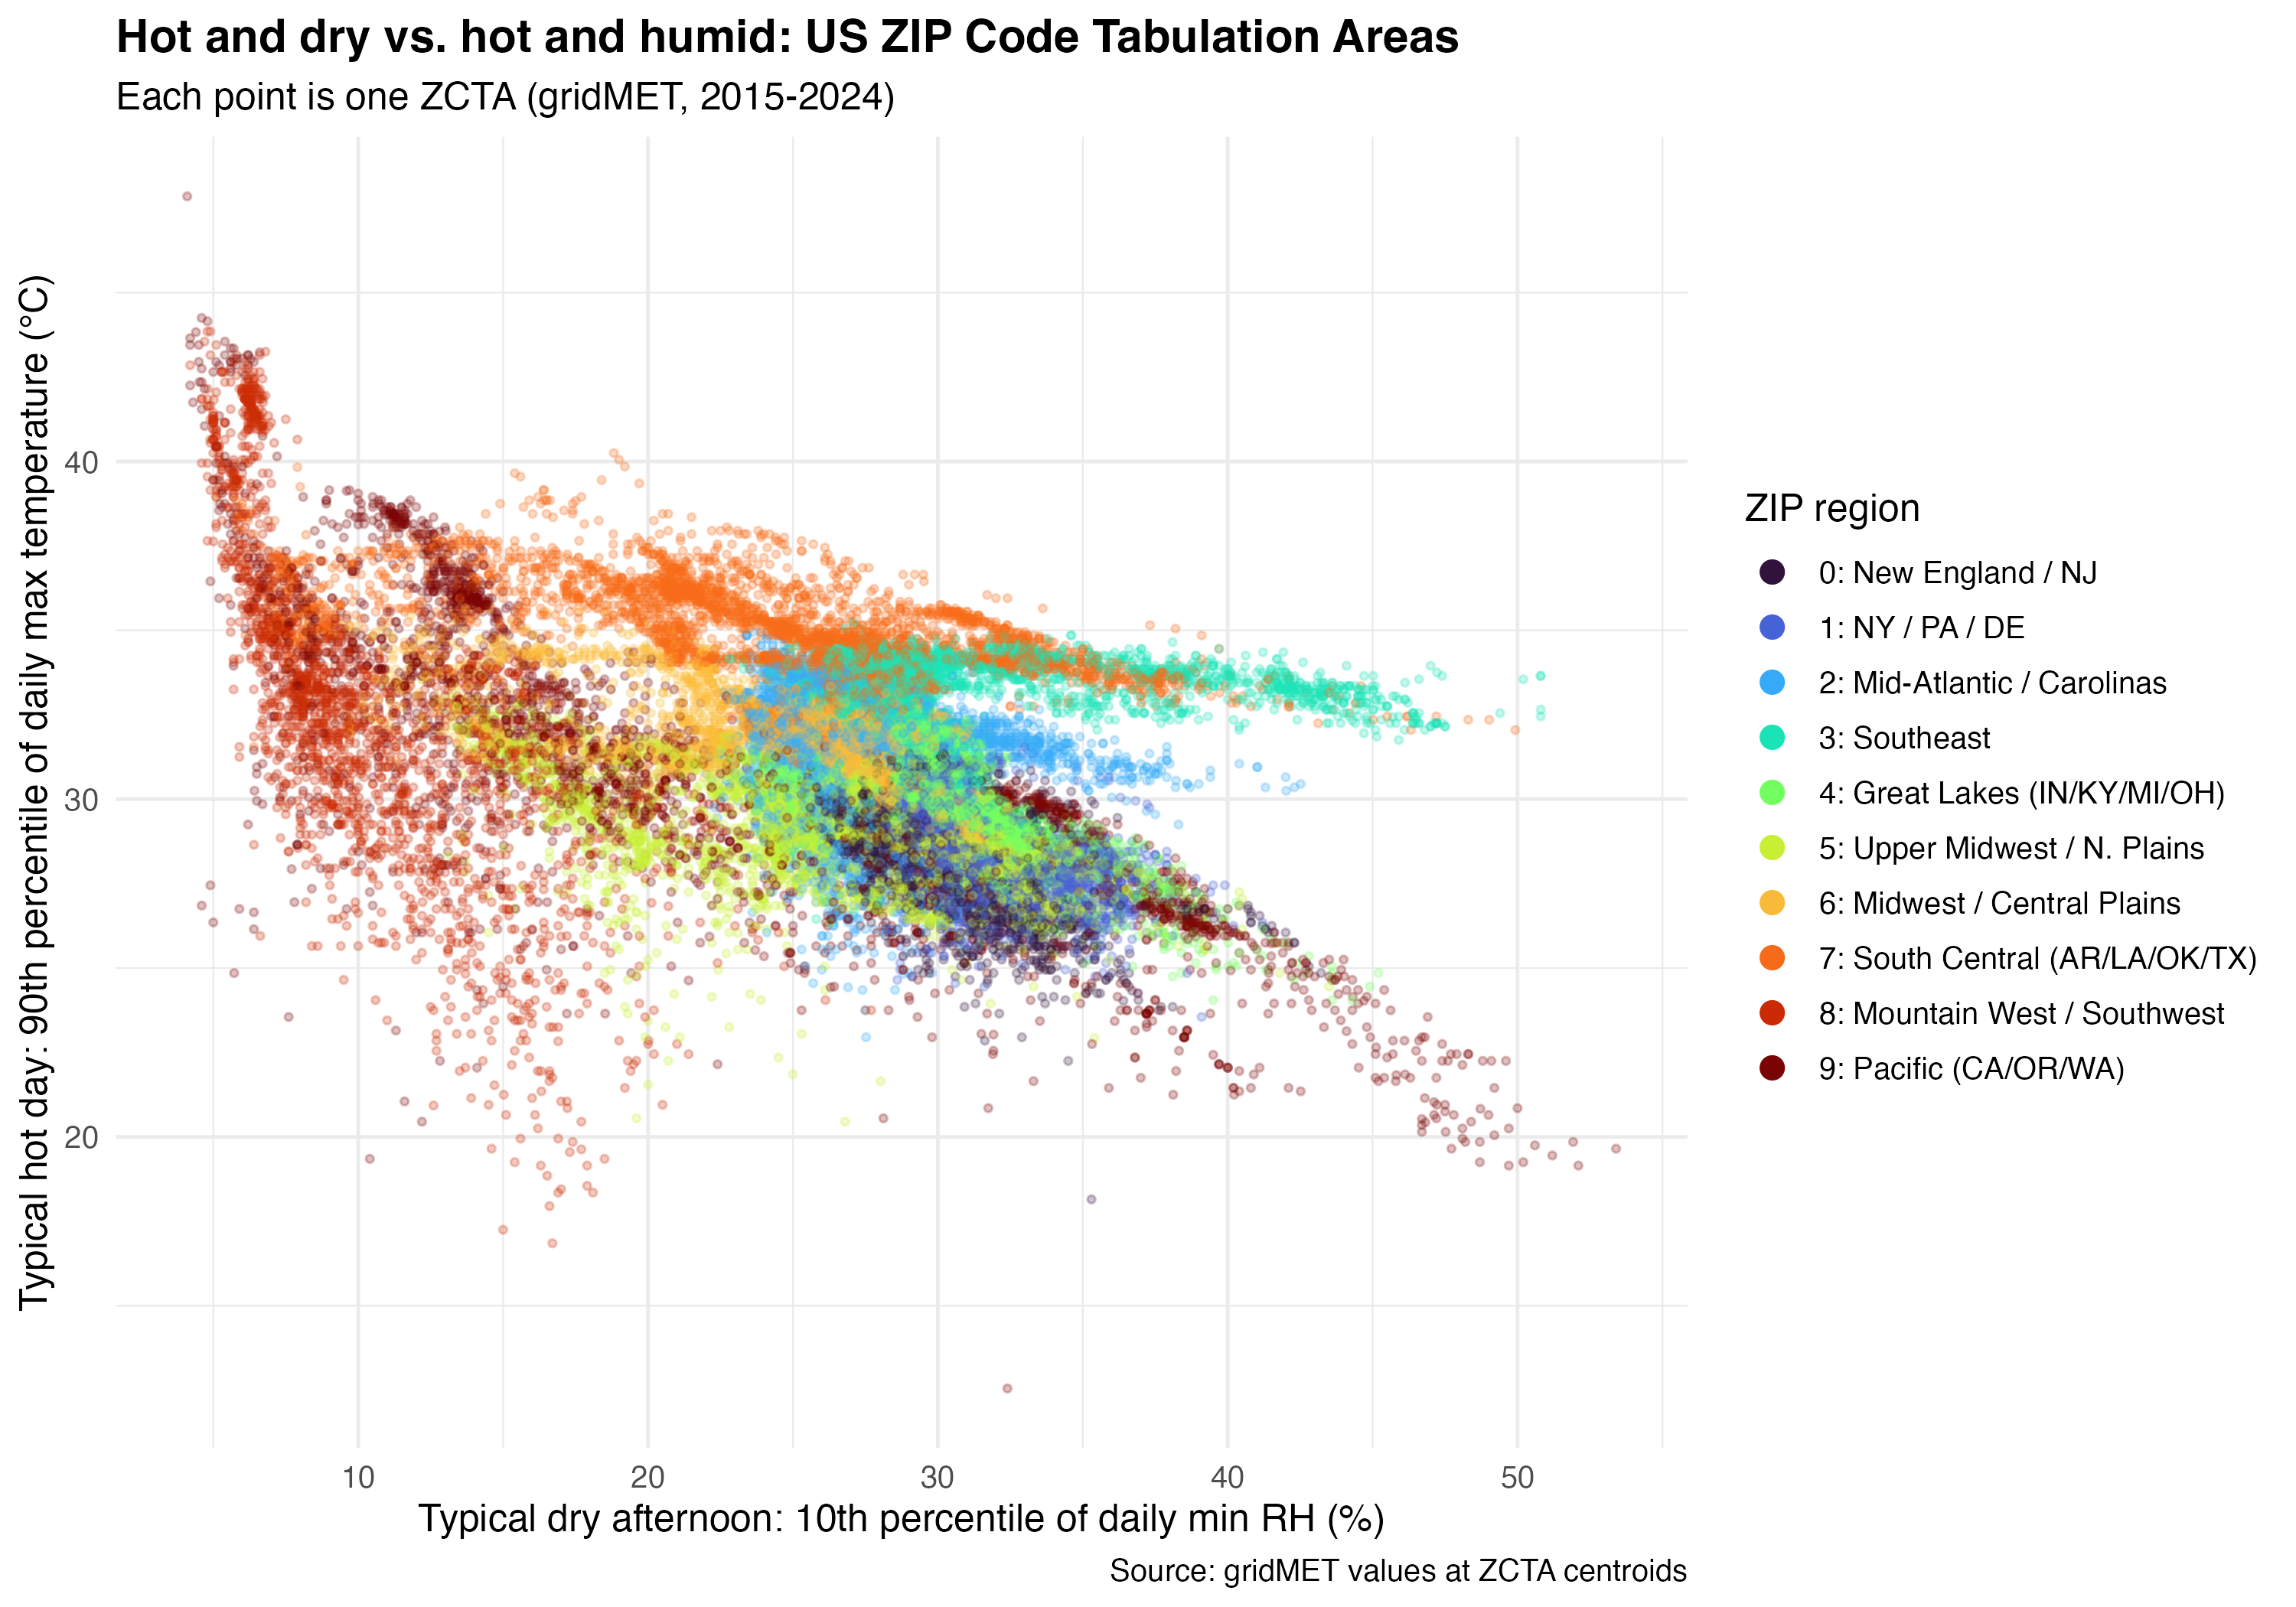 Hot and dry vs. hot and humid: US ZIP Code Tabulation Areas
Each point is one ZCTA (gridMET, 2015-2024)
Typical hot day: 90th percentile of daily max temperature (°C)
40
30
20
10
20
30
40
50
Typical dry afternoon: 10th percentile of daily min RH (%)
Source: gridMET values at ZCTA centroids
ZIP region
0: New England / NJ
1: NY / PA / DE
2: Mid-Atlantic / Carolinas
3: Southeast
4: Great Lakes (IN/KY/MI/OH)
5: Upper Midwest / N. Plains
6: Midwest / Central Plains
7: South Central (AR/LA/OK/TX)
8: Mountain West / Southwest
9: Pacific (CA/OR/WA)